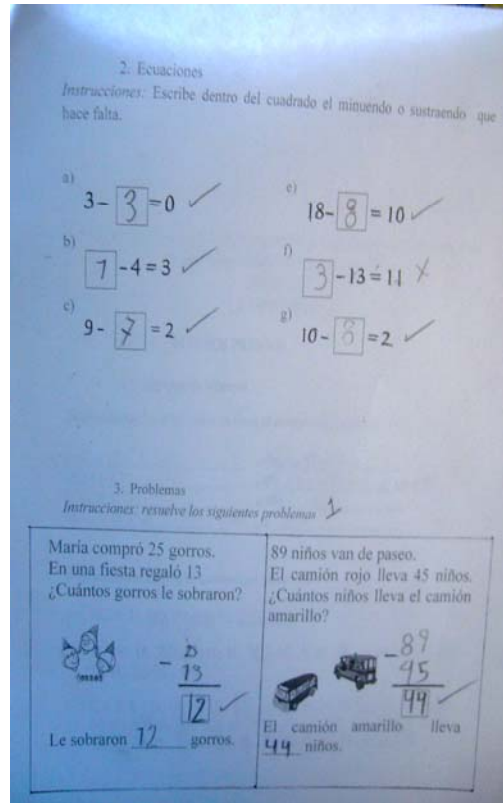 2. Ecuaciones
Instrucciones: Escribe dentro del cuadrado el minuendo o sustraendo que
hace falta.
a)
3- 3 =0
e)
18- 8 = 10
b)
7 -4=3
f)
3 -13=11
c)
9- 7 =2
g)
10- 8 =2
3. Problemas
Instrucciones: resuelve los siguientes problemas
María compró 25 gorros.
En una fiesta regaló 13
¿Cuántos gorros le sobraron?
13
12
Le sobraron 12 gorros.
89 niños van de paseo.
El camión rojo lleva 45 niños.
¿Cuántos niños lleva el camión
amarillo?
-89
45
44
El camión amarillo lleva
44 niños.